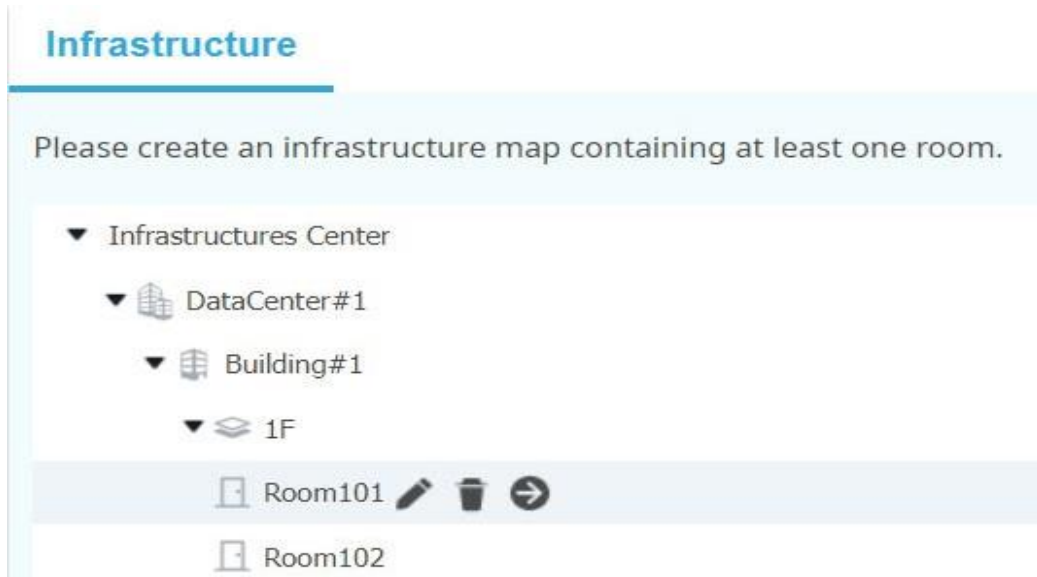 Infrastructure
Please create an infrastructure map containing at least one room.
Infrastructures Center
DataCenter#1
Building#1
1F
Room101
Room102